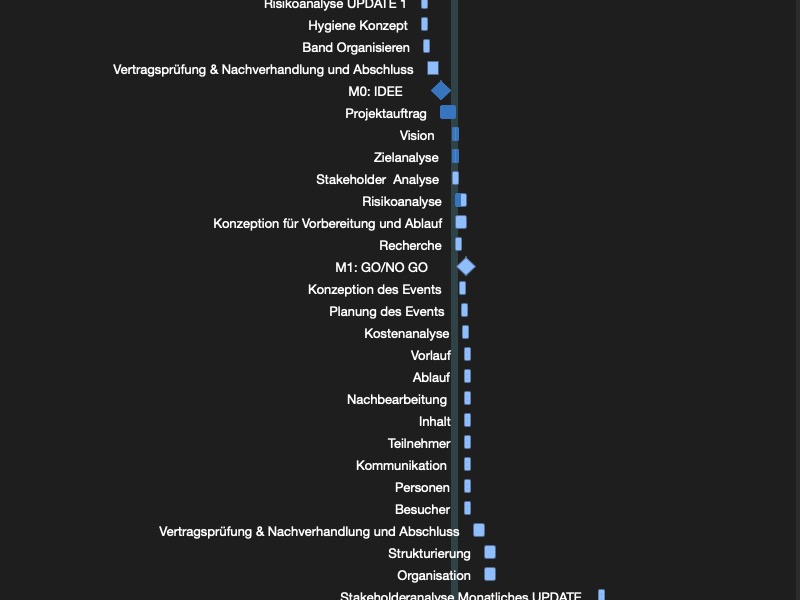 Risikoanalyse UPDATE 1
Hygiene Konzept
Band Organisieren
Vertragsprüfung & Nachverhandlung und Abschluss
M0: IDEE
Projektauftrag
Vision
Zielanalyse
Stakeholder  Analyse
Risikoanalyse
Konzeption für Vorbereitung und Ablauf
Recherche
M1: GO/NO GO
Konzeption des Events
Planung des Events
Kostenanalyse
Vorlauf
Ablauf
Nachbearbeitung
Inhalt
Teilnehmer
Kommunikation
Personen
Besucher
Vertragsprüfung & Nachverhandlung und Abschluss
Strukturierung
Organisation
Stakeholderanalyse Monatliches UPDATE